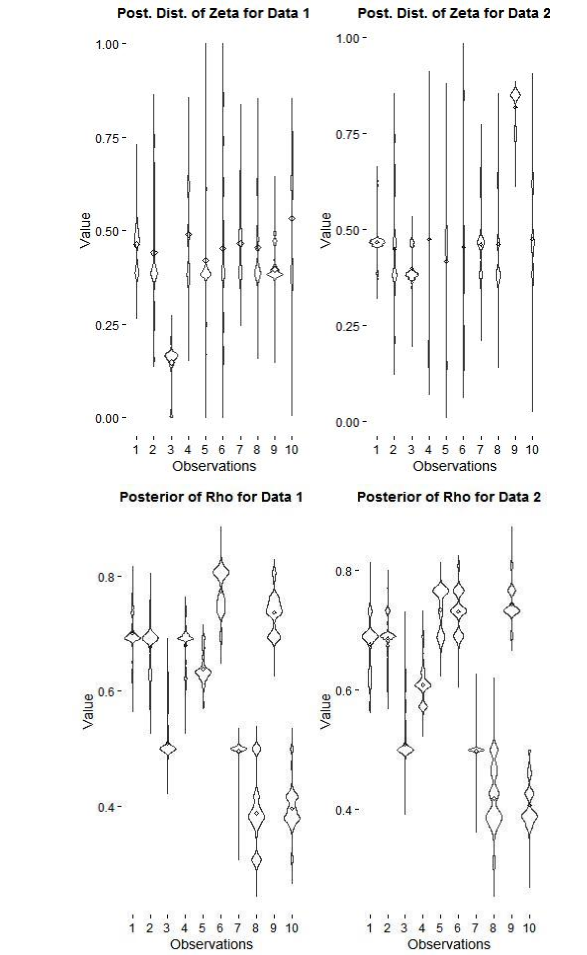 Post. Dist. of Zeta for Data 1
Post. Dist. of Zeta for Data 2
1.00
0.75
0.50
0.25
0.00
Value
1 2 3 4 5 6 7 8 9 10
Observations
1.00
0.75
0.50
0.25
0.00
Value
1 2 3 4 5 6 7 8 9 10
Observations
Posterior of Rho for Data 1
Posterior of Rho for Data 2
0.8
0.6
0.4
Value
1 2 3 4 5 6 7 8 9 10
Observations
0.8
0.6
0.4
Value
1 2 3 4 5 6 7 8 9 10
Observations